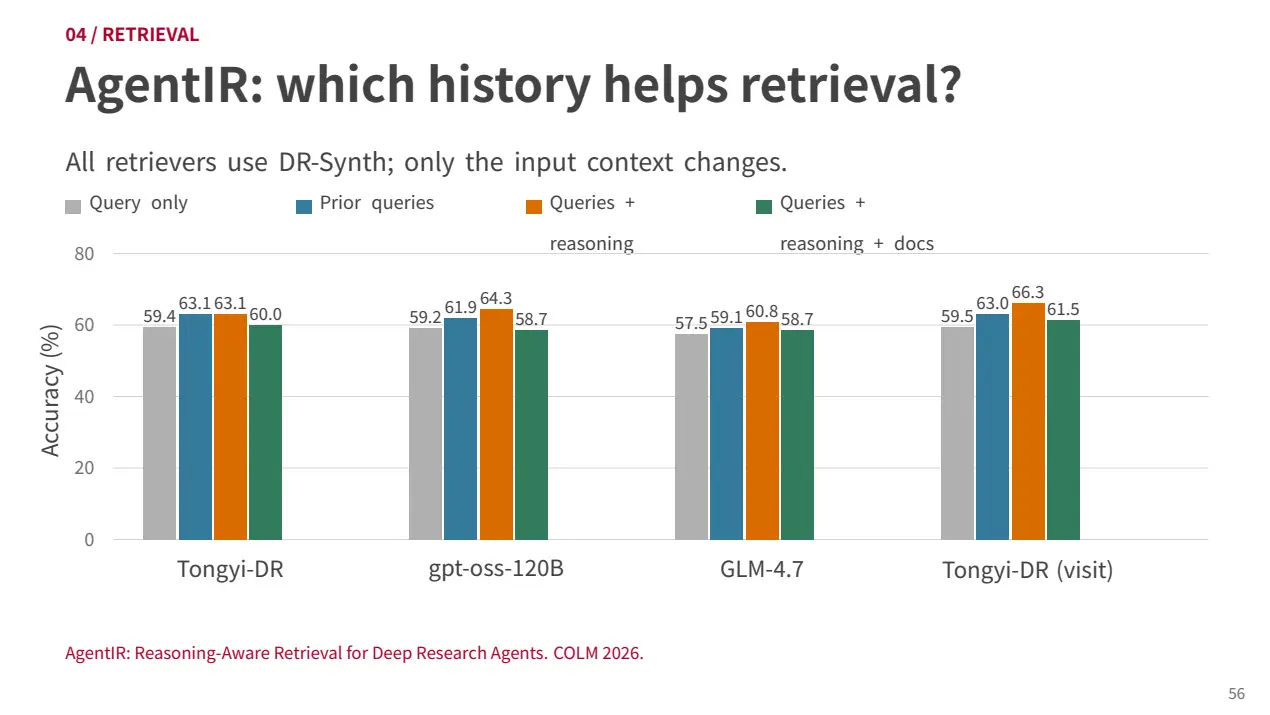 04 / RETRIEVAL
AgentIR: which history helps retrieval?
All retrievers use DR-Synth; only the input context changes.
Query only
Prior queries
Queries +
reasoning
Queries +
reasoning + docs
Accuracy (%)
80
60
40
20
0
59.4 63.1 63.1 60.0
59.2 61.9 64.3 58.7
57.5 59.1 60.8 58.7
59.5 63.0 66.3 61.5
Tongyi-DR
gpt-oss-120B
GLM-4.7
Tongyi-DR (visit)
AgentIR: Reasoning-Aware Retrieval for Deep Research Agents. COLM 2026.
56